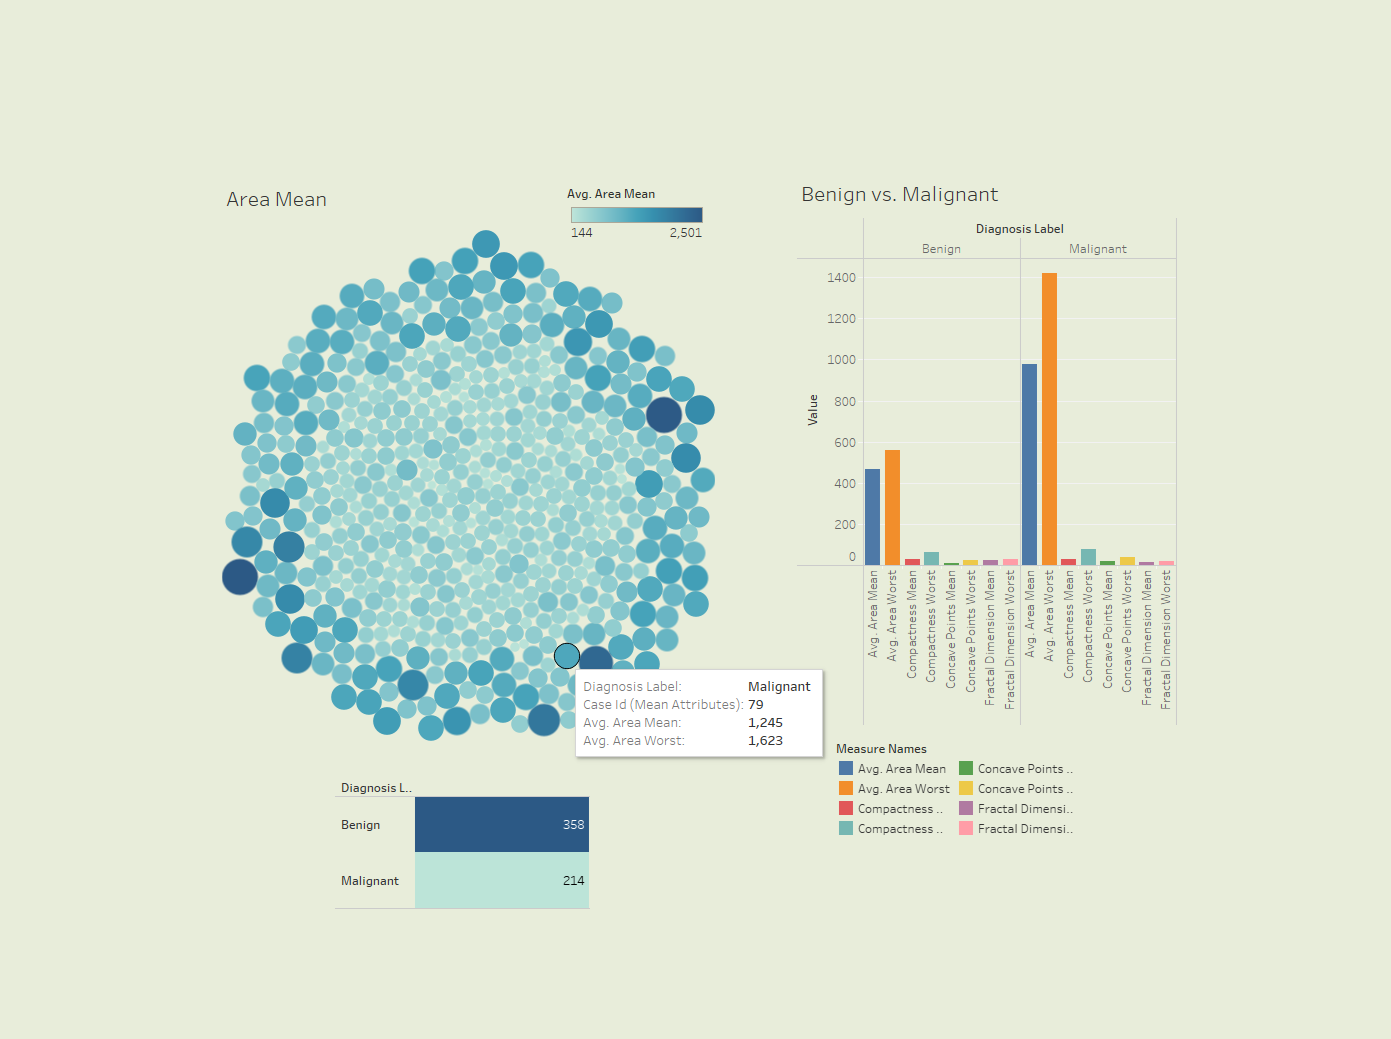 Area Mean
Avg. Area Mean
144 2,501
Diagnosis Label: Malignant
Case Id (Mean Attributes): 79
Avg. Area Mean: 1,245
Avg. Area Worst: 1,623
Diagnosis L..
Benign 358
Malignant 214
Benign vs. Malignant
Diagnosis Label
Benign Malignant
Value
1400
1200
1000
800
600
400
200
0
Avg. Area Mean
Avg. Area Worst
Compactness Mean
Compactness Worst
Concave Points Mean
Concave Points Worst
Fractal Dimension Mean
Fractal Dimension Worst
Avg. Area Mean
Avg. Area Worst
Compactness Mean
Compactness Worst
Concave Points Mean
Concave Points Worst
Fractal Dimension Mean
Fractal Dimension Worst
Measure Names
Avg. Area Mean Concave Points ..
Avg. Area Worst Concave Points ..
Compactness .. Fractal Dimensi..
Compactness .. Fractal Dimensi..